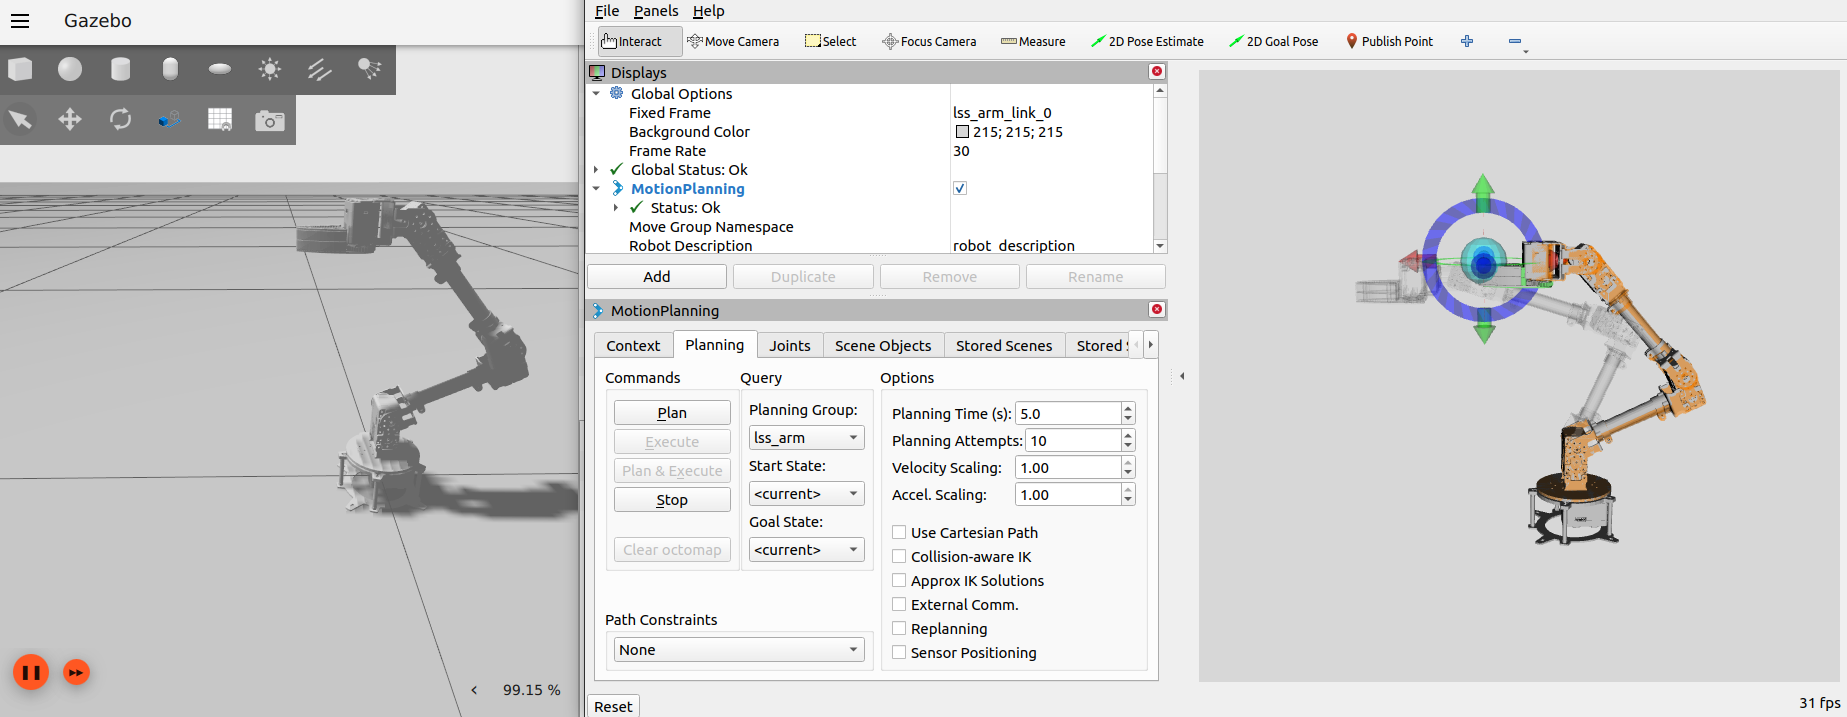 Gazebo
99.15 %
File Panels Help
Interact Move Camera Select Focus Camera Measure 2D Pose Estimate 2D Goal Pose Publish Point
Displays
Global Options
Fixed Frame lss_arm_link_0
Background Color 215; 215; 215
Frame Rate 30
Global Status: Ok
MotionPlanning
Status: Ok
Move Group Namespace
Robot Description robot_description
Add Duplicate Remove Rename
MotionPlanning
Context Planning Joints Scene Objects Stored Scenes Stored S
Commands Query Options
Plan
Execute
Plan & Execute
Stop
Clear octomap
Planning Group:
lss_arm
Start State:
<current>
Goal State:
<current>
Planning Time (s): 5.0
Planning Attempts: 10
Velocity Scaling: 1.00
Accel. Scaling: 1.00
Use Cartesian Path
Collision-aware IK
Approx IK Solutions
External Comm.
Replanning
Sensor Positioning
Path Constraints
None
Reset
31 fps